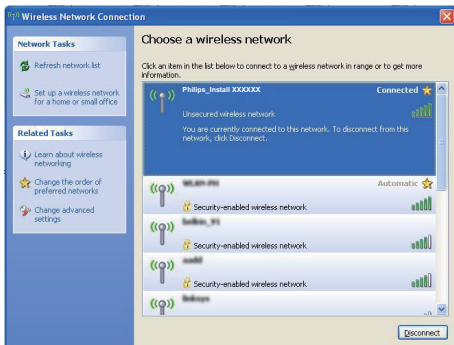 Wireless Network Connection
Network Tasks
Refresh network list
Set up a wireless network
for a home or small office
Related Tasks
Learn about wireless
networking
Change the order of
preferred networks
Change advanced
settings
Choose a wireless network
Click an item in the list below to connect to a wireless network in range or to get more
information.
Philips_Install XXXXXX
Connected
Unsecured wireless network
You are currently connected to this network. To disconnect from this
network, click Disconnect.
Automatic
Security-enabled wireless network
Security-enabled wireless network
Security-enabled wireless network
Disconnect